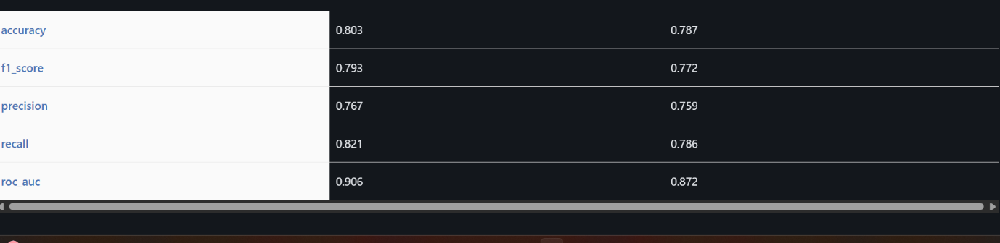 accuracy 0.803 0.787
f1_score 0.793 0.772
precision 0.767 0.759
recall 0.821 0.786
roc_auc 0.906 0.872